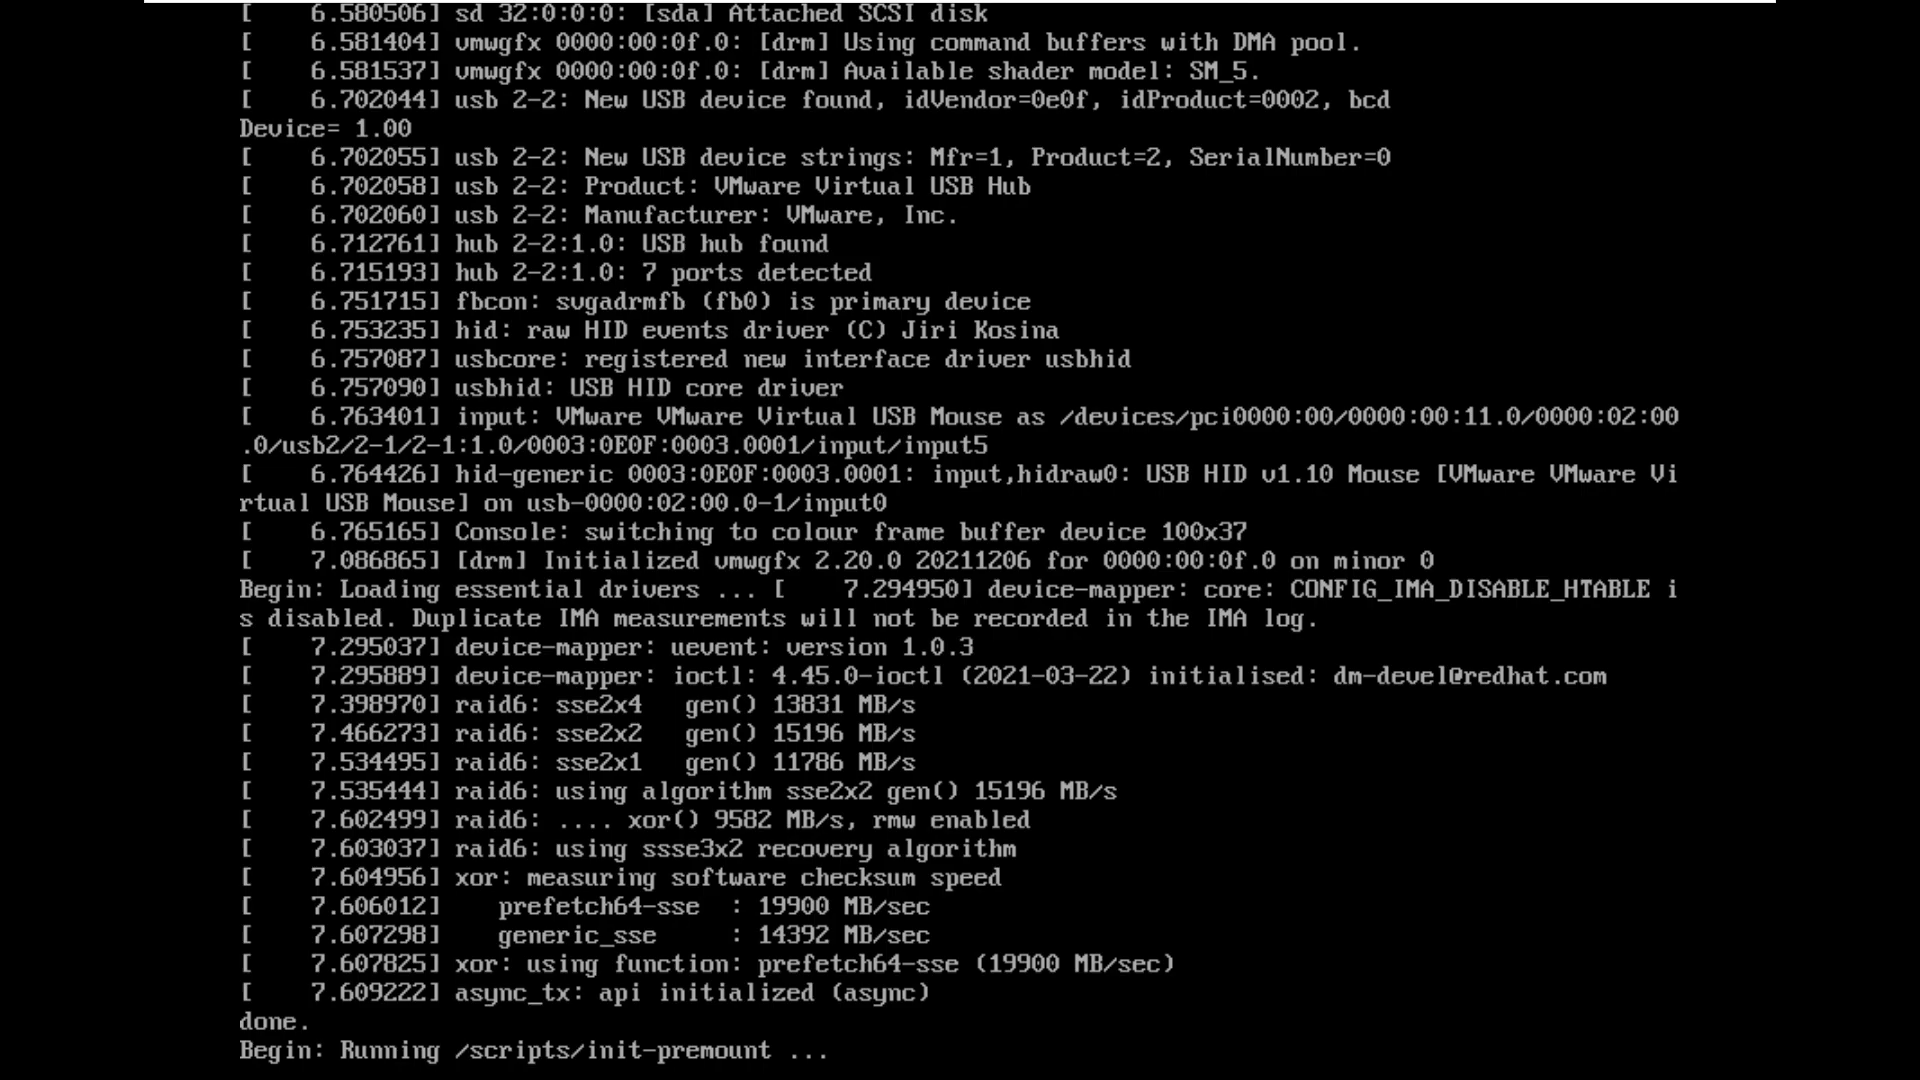 [    6.580506] sd 32:0:0:0: [sda] Attached SCSI disk
[    6.581404] vmwgfx 0000:00:0f.0: [drm] Using command buffers with DMA pool.
[    6.581537] vmwgfx 0000:00:0f.0: [drm] Available shader model: SM_5.
[    6.702044] usb 2-2: New USB device found, idVendor=0e0f, idProduct=0002, bcd
Device= 1.00
[    6.702055] usb 2-2: New USB device strings: Mfr=1, Product=2, SerialNumber=0
[    6.702058] usb 2-2: Product: VMware Virtual USB Hub
[    6.702060] usb 2-2: Manufacturer: VMware, Inc.
[    6.712761] hub 2-2:1.0: USB hub found
[    6.715193] hub 2-2:1.0: 7 ports detected
[    6.751715] fbcon: svgadrmfb (fb0) is primary device
[    6.753235] hid: raw HID events driver (C) Jiri Kosina
[    6.757087] usbcore: registered new interface driver usbhid
[    6.757090] usbhid: USB HID core driver
[    6.763401] input: VMware VMware Virtual USB Mouse as /devices/pci0000:00/0000:00:11.0/0000:02:00
.0/usb2/2-1/2-1:1.0/0003:0E0F:0003.0001/input/input5
[    6.764426] hid-generic 0003:0E0F:0003.0001: input,hidraw0: USB HID v1.10 Mouse [VMware VMware Vi
rtual USB Mouse] on usb-0000:02:00.0-1/input0
[    6.765165] Console: switching to colour frame buffer device 100x37
[    7.086865] [drm] Initialized vmwgfx 2.20.0 20211206 for 0000:00:0f.0 on minor 0
Begin: Loading essential drivers ... [    7.294950] device-mapper: core: CONFIG_IMA_DISABLE_HTABLE i
s disabled. Duplicate IMA measurements will not be recorded in the IMA log.
[    7.295037] device-mapper: uevent: version 1.0.3
[    7.295889] device-mapper: ioctl: 4.45.0-ioctl (2021-03-22) initialised: dm-devel@redhat.com
[    7.398970] raid6: sse2x4   gen() 13831 MB/s
[    7.466273] raid6: sse2x2   gen() 15196 MB/s
[    7.534495] raid6: sse2x1   gen() 11786 MB/s
[    7.535444] raid6: using algorithm sse2x2 gen() 15196 MB/s
[    7.602499] raid6: .... xor() 9582 MB/s, rmw enabled
[    7.603037] raid6: using ssse3x2 recovery algorithm
[    7.604956] xor: measuring software checksum speed
[    7.606012]    prefetch64-sse  : 19900 MB/sec
[    7.607298]    generic_sse     : 14392 MB/sec
[    7.607825] xor: using function: prefetch64-sse (19900 MB/sec)
[    7.609222] async_tx: api initialized (async)
done.
Begin: Running /scripts/init-premount ...